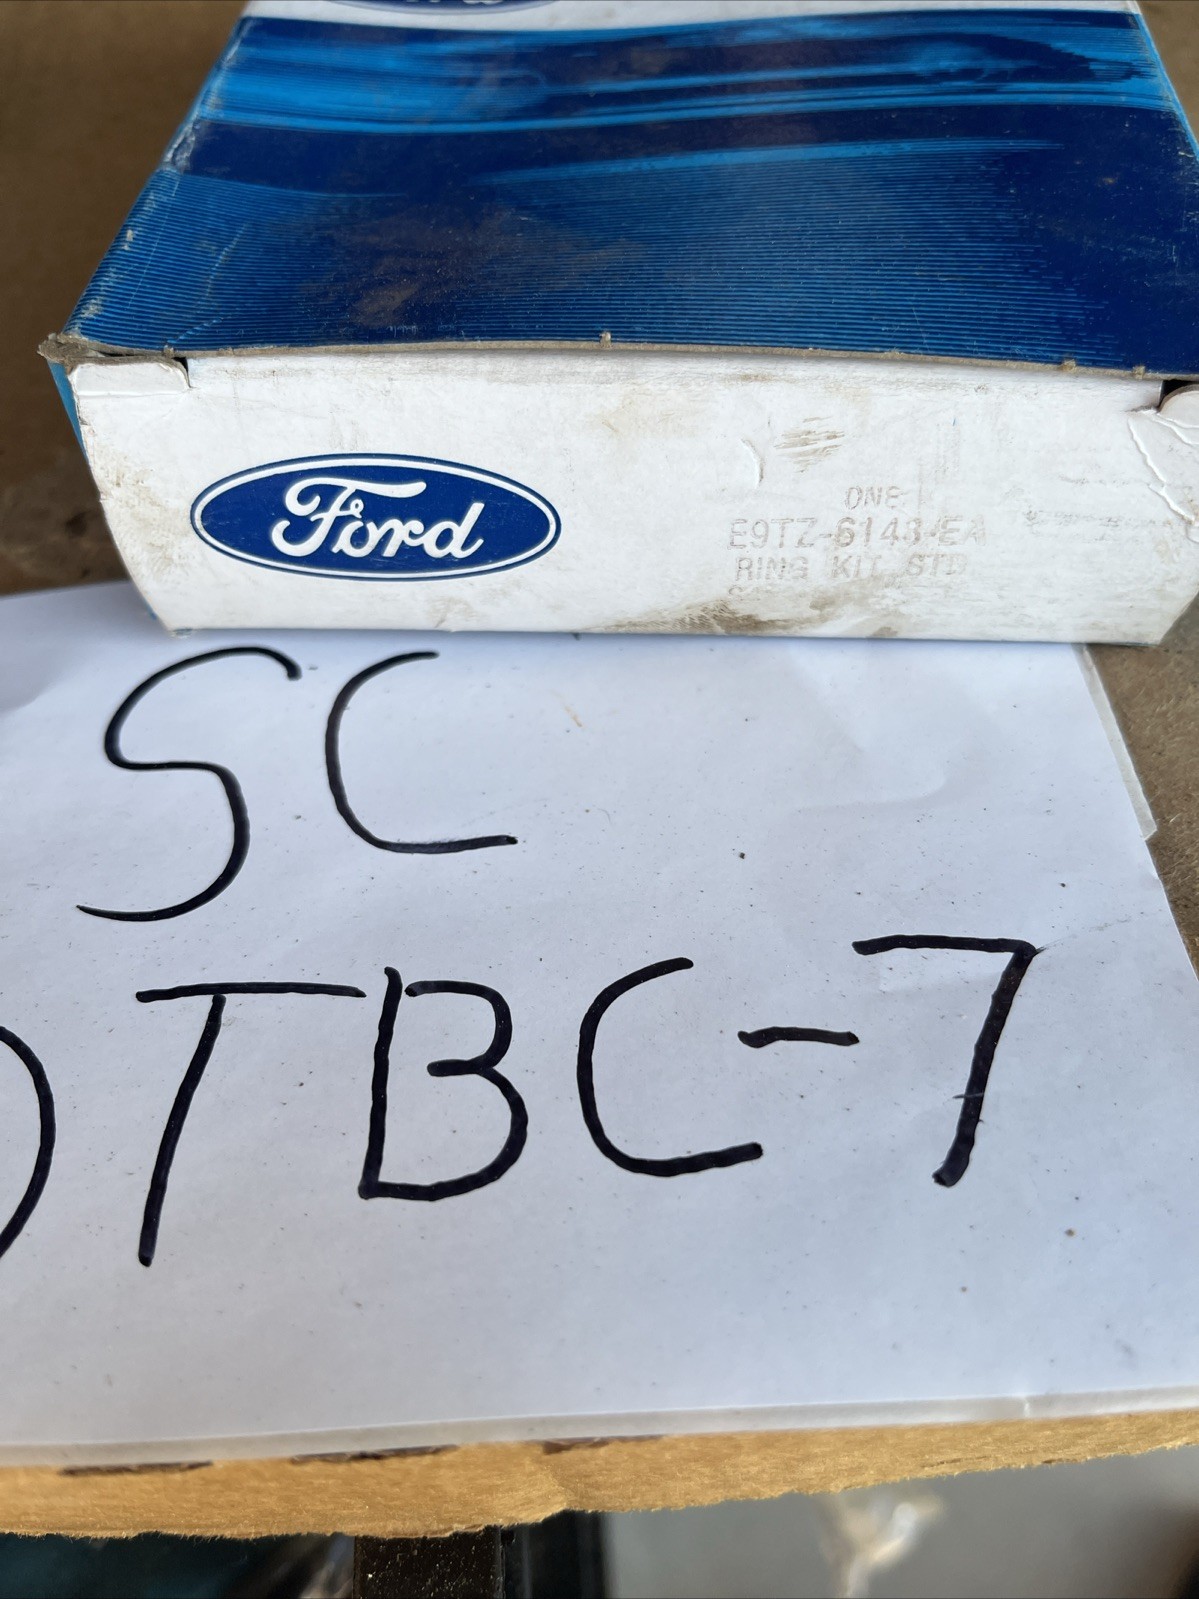 Ford
ONE
E9TZ-6148-EA
RING KIT STD
SC
TBC-7